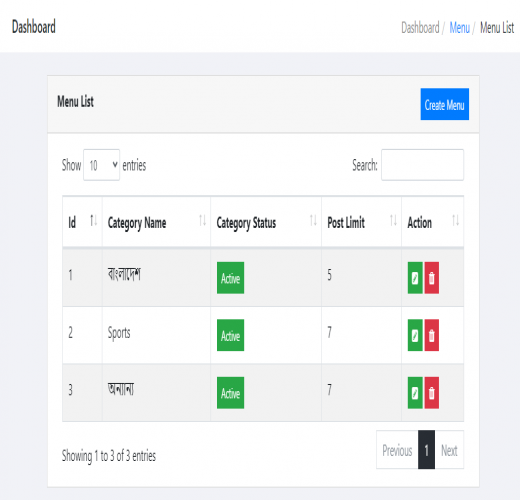 Dashboard
Dashboard / Menu / Menu List
Menu List
Create Menu
Show 10 entries
Search:
Id Category Name Category Status Post Limit Action
1 বাংলাদেশ Active 5
2 Sports Active 7
3 অন্যান্য Active 7
Showing 1 to 3 of 3 entries
Previous 1 Next